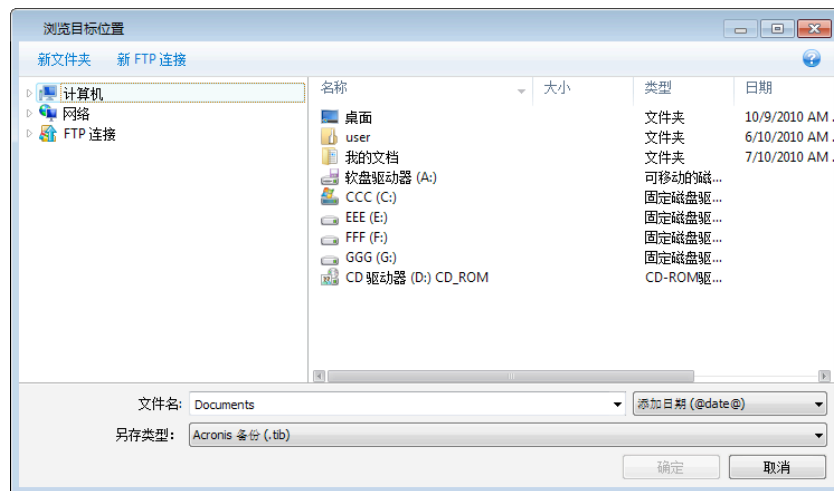 浏览目标位置
新文件夹 新 FTP 连接
计算机
网络
FTP 连接
名称 大小 类型 日期
桌面 文件夹 10/9/2010 AM
user 文件夹 6/10/2010 AM
我的文档 文件夹 7/10/2010 AM
软盘驱动器 (A:) 可移动的磁...
CCC (C:) 固定磁盘驱...
EEE (E:) 固定磁盘驱...
FFF (F:) 固定磁盘驱...
GGG (G:) 固定磁盘驱...
CD 驱动器 (D:) CD_ROM CD-ROM驱...
文件名: Documents 添加日期 (@date@)
另存类型: Acronis 备份 (.tib)
确定 取消